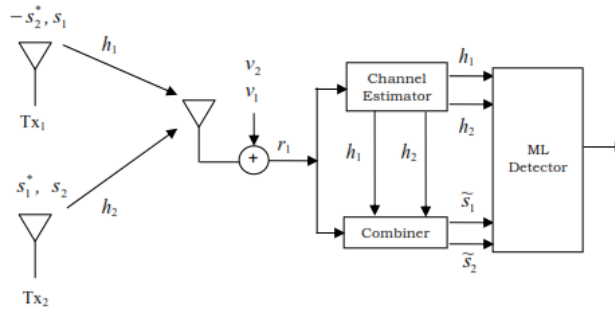 −s₂*, s₁
h₁
Tx₁
s₁*, s₂
h₂
Tx₂
v₂
v₁
+
r₁
Channel
Estimator
h₁
h₂
h₁
h₂
Combiner
s̃₁
s̃₂
ML
Detector